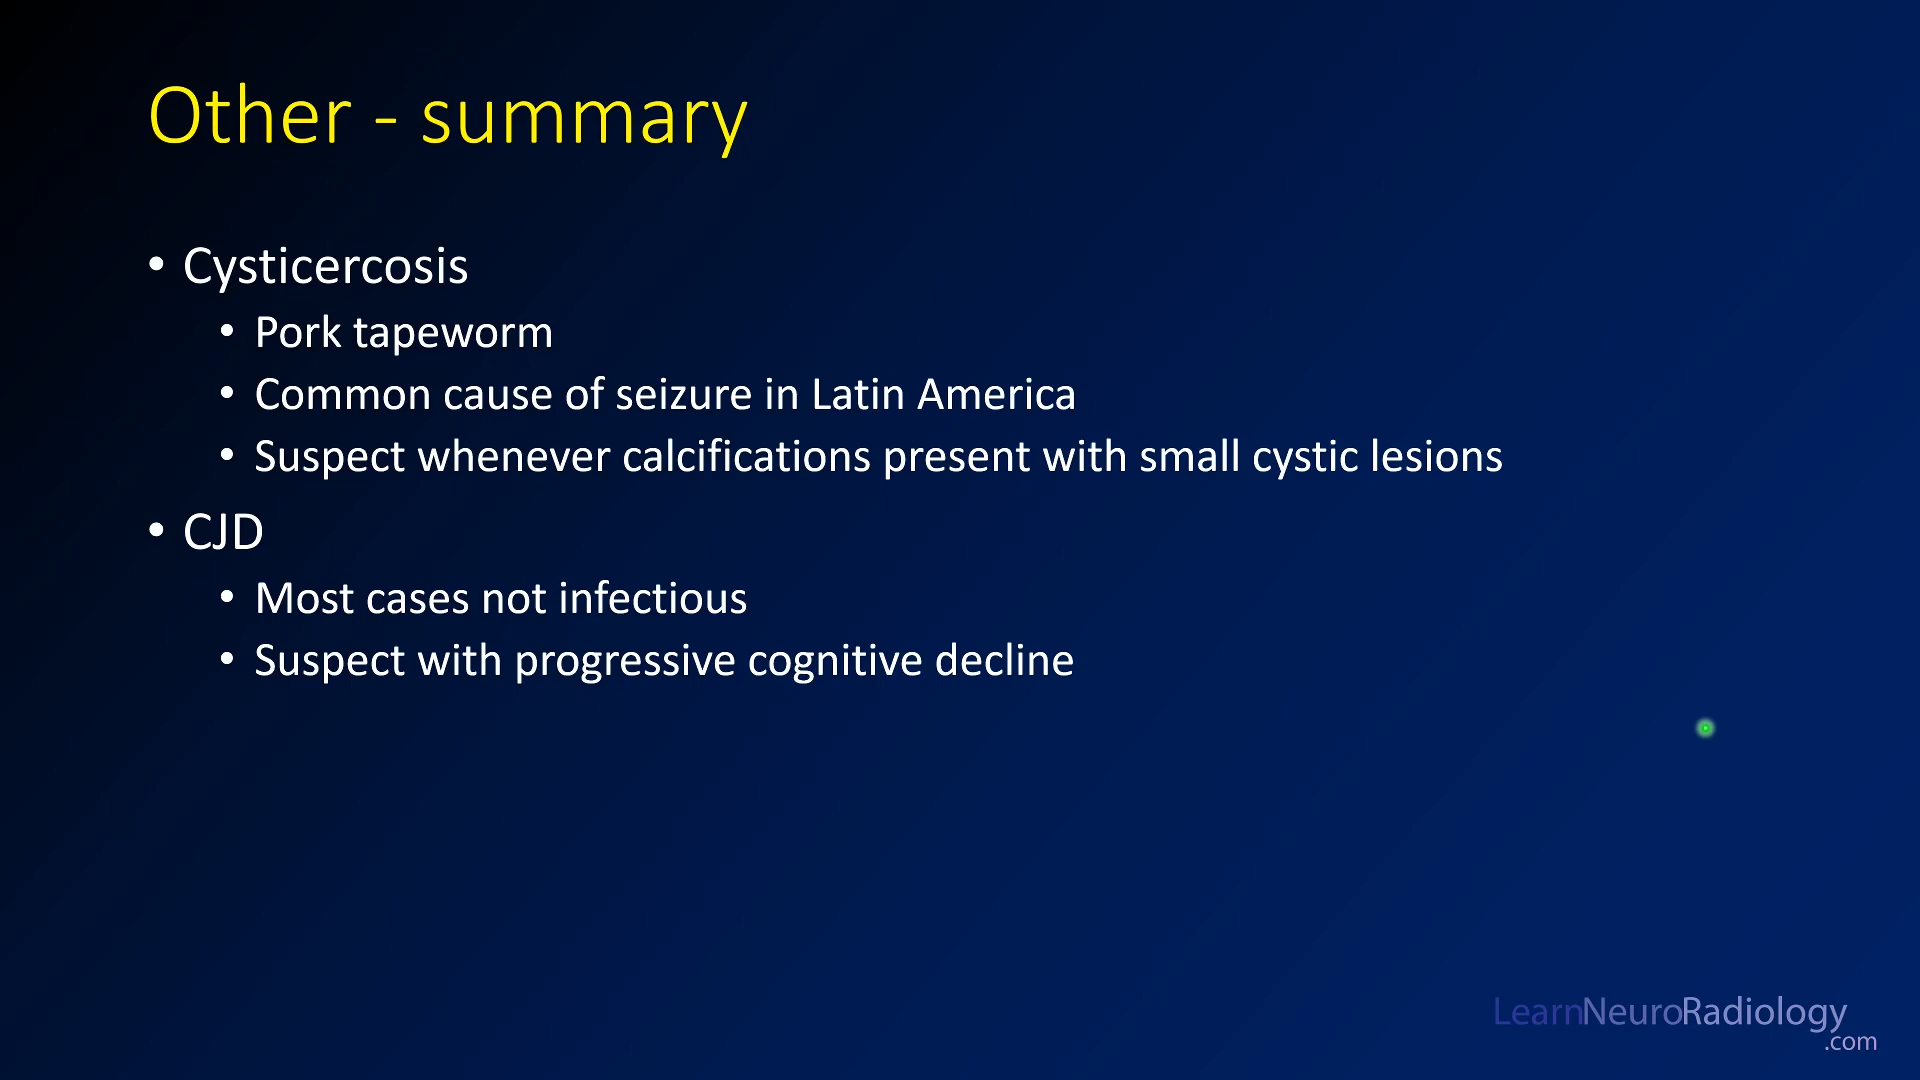 Other - summary
• Cysticercosis
• Pork tapeworm
• Common cause of seizure in Latin America
• Suspect whenever calcifications present with small cystic lesions
• CJD
• Most cases not infectious
• Suspect with progressive cognitive decline
LearnNeuroRadiology
.com